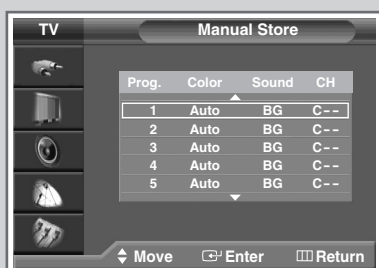 TV Manual Store
Prog. Color Sound CH
1 Auto BG C--
2 Auto BG C--
3 Auto BG C--
4 Auto BG C--
5 Auto BG C--
Move Enter Return